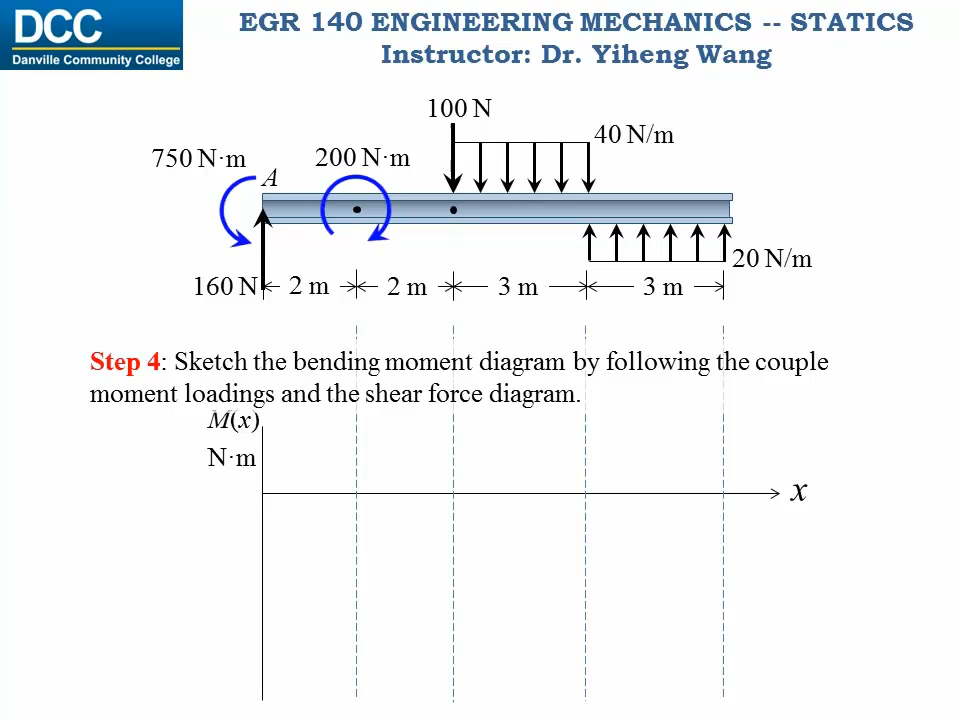 DCC
Danville Community College
EGR 140 ENGINEERING MECHANICS -- STATICS
Instructor: Dr. Yiheng Wang
100 N
40 N/m
750 N·m
A
200 N·m
20 N/m
160 N
2 m
2 m
3 m
3 m
Step 4: Sketch the bending moment diagram by following the couple
moment loadings and the shear force diagram.
M(x)
N·m
x